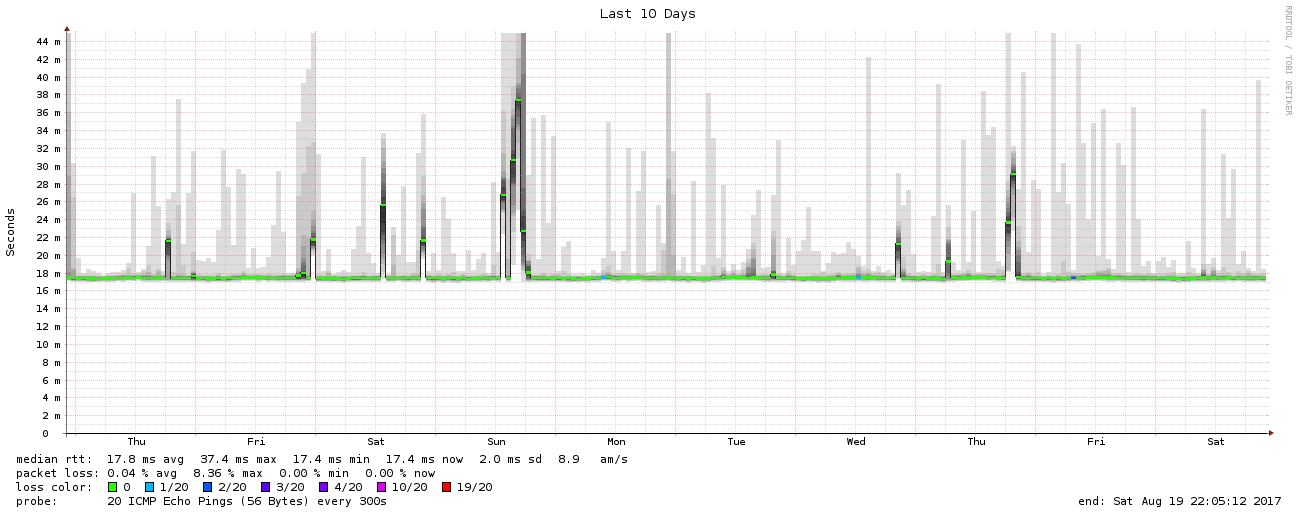 Last 10 Days
RRDTOOL / TOBI OETIKER
Seconds
44 m
42 m
40 m
38 m
36 m
34 m
32 m
30 m
28 m
26 m
24 m
22 m
20 m
18 m
16 m
14 m
12 m
10 m
8 m
6 m
4 m
2 m
0
Thu Fri Sat Sun Mon Tue Wed Thu Fri Sat
median rtt: 17.8 ms avg 37.4 ms max 17.4 ms min 17.4 ms now 2.0 ms sd 8.9 am/s
packet loss: 0.04 % avg 8.36 % max 0.00 % min 0.00 % now
loss color: 0 1/20 2/20 3/20 4/20 10/20 19/20
probe: 20 ICMP Echo Pings (56 Bytes) every 300s
end: Sat Aug 19 22:05:12 2017